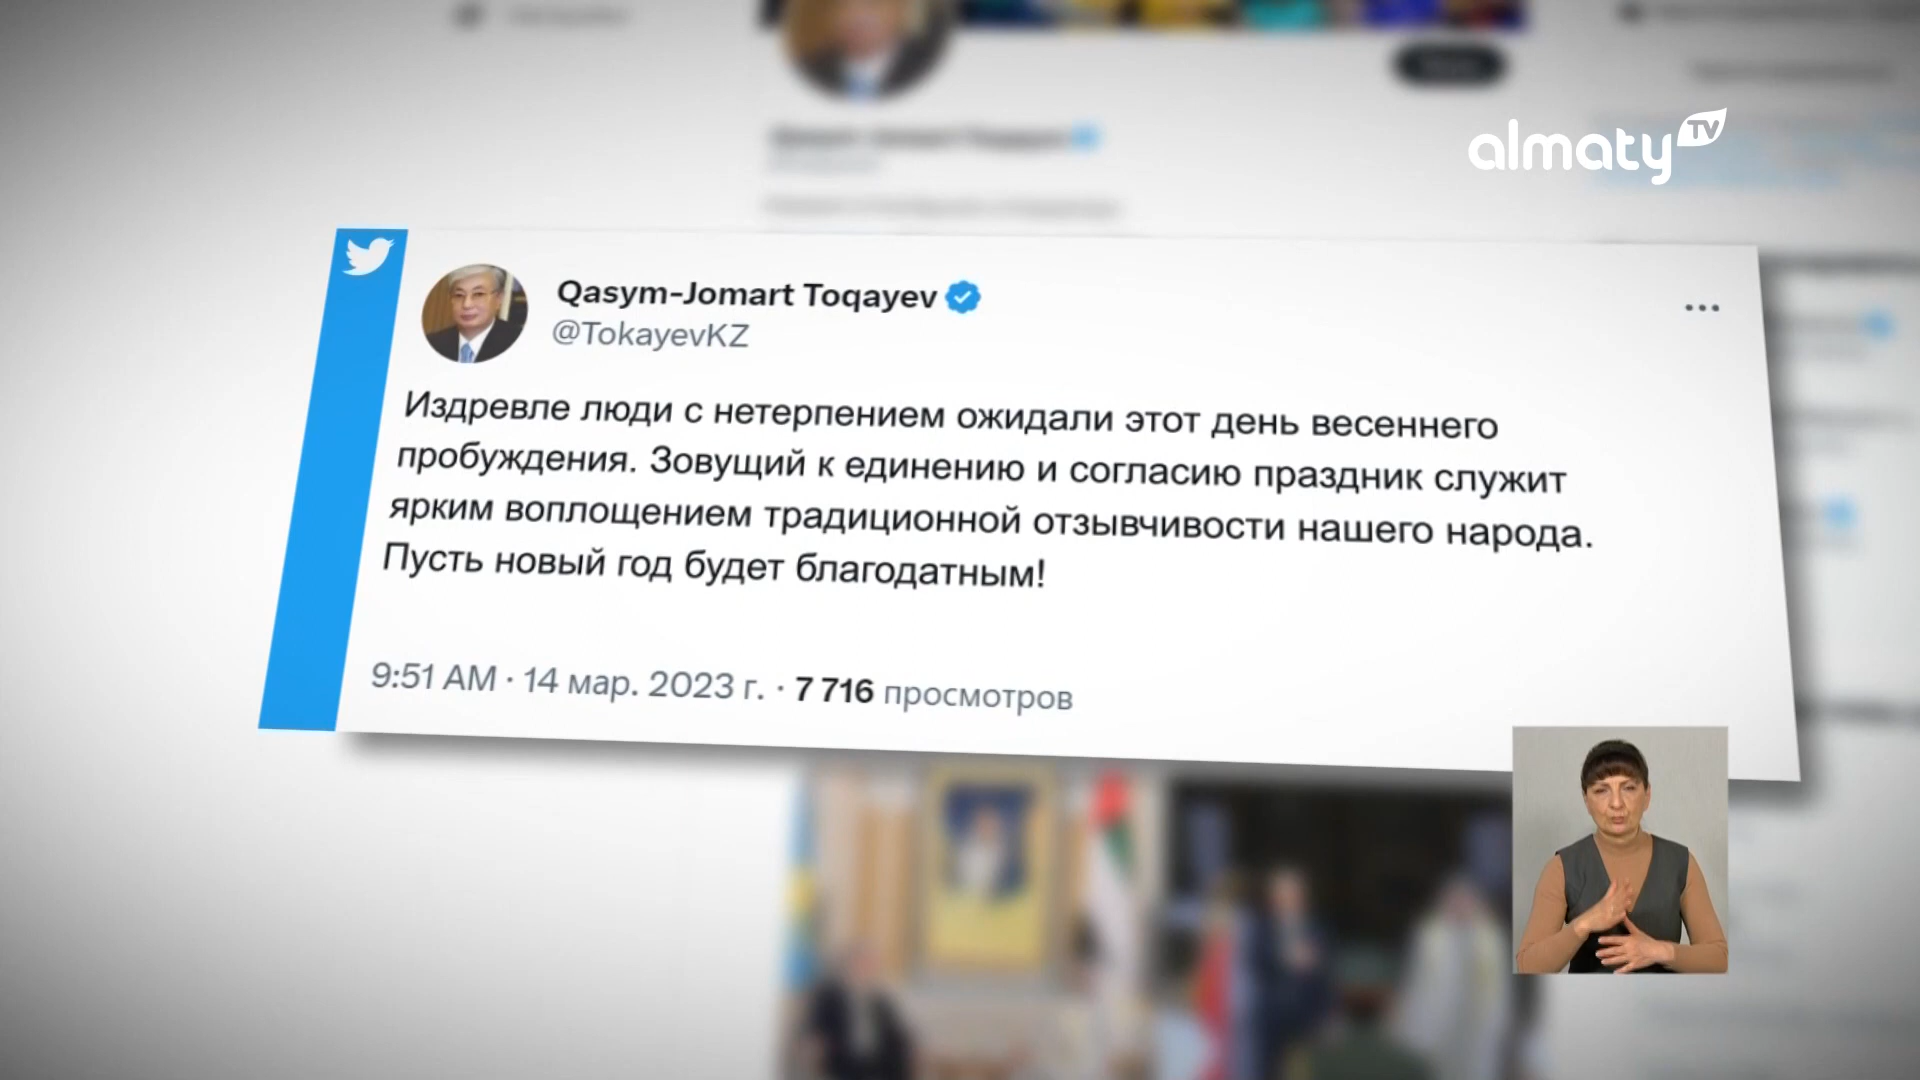 almaty TV
Qasym-Jomart Toqayev
@TokayevKZ
Издревле люди с нетерпением ожидали этот день весеннего
пробуждения. Зовущий к единению и согласию праздник служит
ярким воплощением традиционной отзывчивости нашего народа.
Пусть новый год будет благодатным!
9:51 AM · 14 мар. 2023 г. · 7 716 просмотров